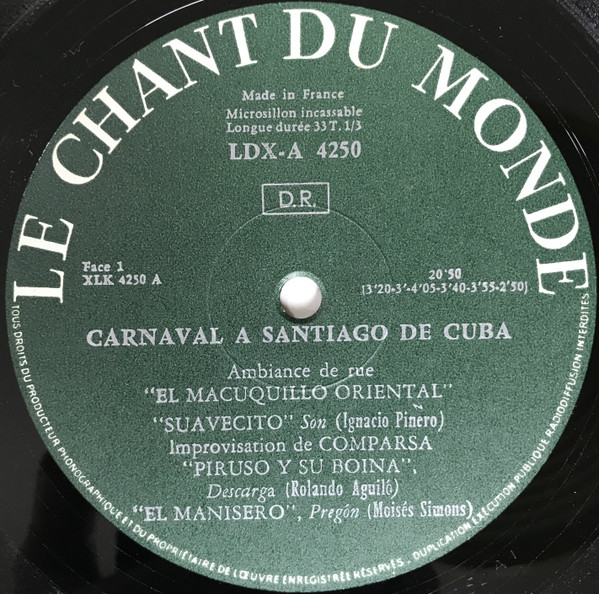 LE CHANT DU MONDE
Made in France
Microsillon incassable
Longue durée 33 T. 1/3
LDX-A 4250
D.R.
Face 1
XLK 4250 A
20'50
(3'20-3'-4'05-3'40-3'55-2'50)
CARNAVAL A SANTIAGO DE CUBA
Ambiance de rue
"EL MACUQUILLO ORIENTAL"
"SUAVECITO" Son (Ignacio Pinero)
Improvisation de COMPARSA
"PIRUSO Y SU BOINA",
Descarga (Rolando Aguilô)
"EL MANISERO", Pregôn (Moisés Simons)
TOUS DROITS DU PRODUCTEUR PHONOGRAPHIQUE ET DU PROPRIÉTAIRE DE L'ŒUVRE ENREGISTRÉE RÉSERVÉS. - DUPLICATION EXÉCUTION PUBLIQUE RADIODIFFUSION INTERDITES